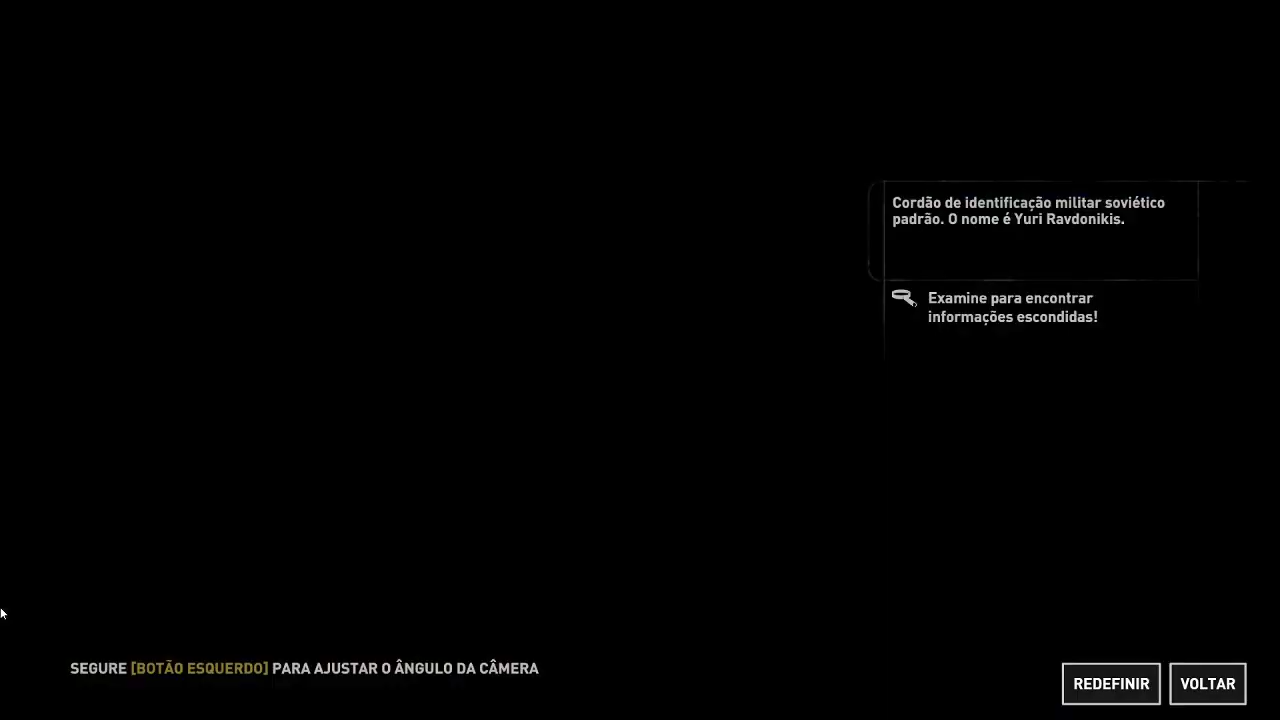 Cordão de identificação militar soviético
padrão. O nome é Yuri Ravdonikis.
Examine para encontrar
informações escondidas!
SEGURE [BOTÃO ESQUERDO] PARA AJUSTAR O ÂNGULO DA CÂMERA
REDEFINIR
VOLTAR